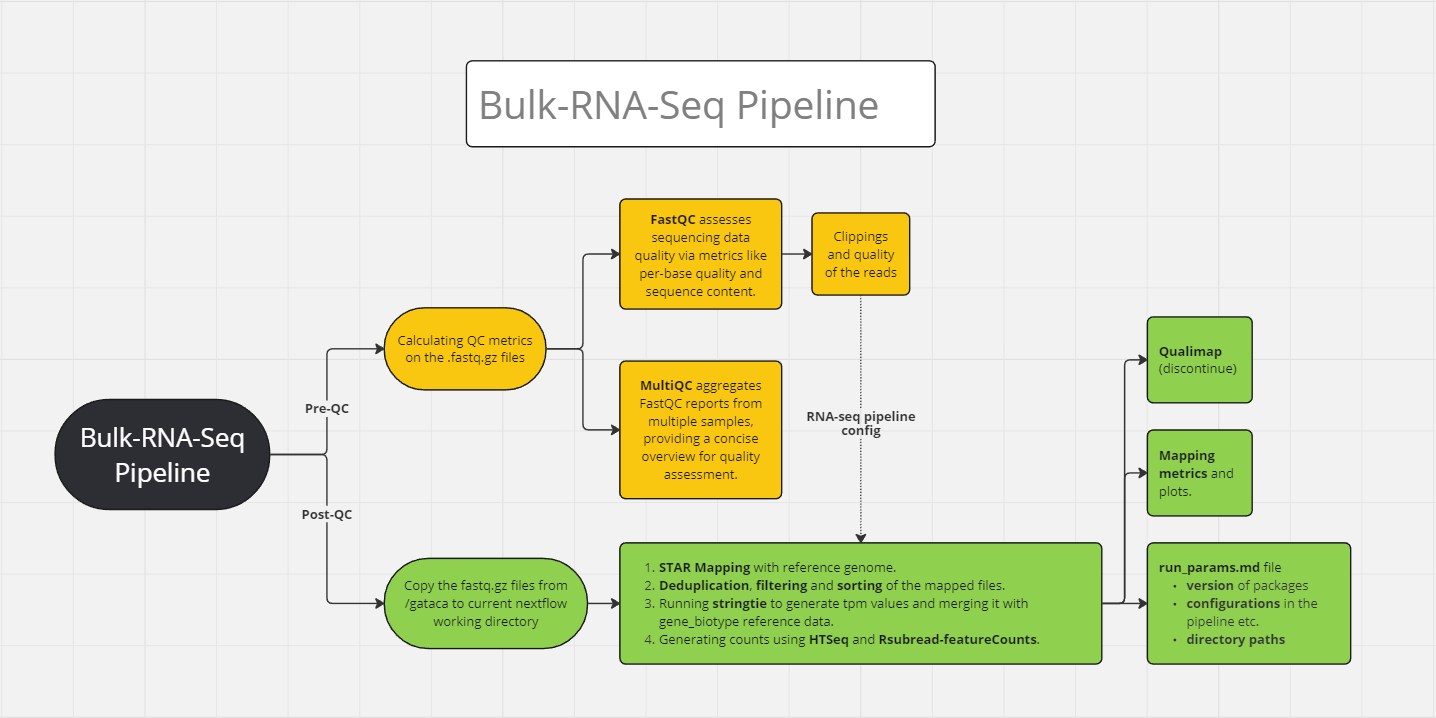 Bulk-RNA-Seq Pipeline
FastQC assesses
sequencing data
quality via metrics like
per-base quality and
sequence content.
Clippings
and quality
of the reads
Calculating QC metrics
on the .fastq.gz files
MultiQC aggregates
FastQC reports from
multiple samples,
providing a concise
overview for quality
assessment.
Qualimap
(discontinue)
Pre-QC
RNA-seq pipeline
config
Bulk-RNA-Seq
Pipeline
Mapping
metrics and
plots.
Post-QC
Copy the fastq.gz files from
/gataca to current nextflow
working directory
1. STAR Mapping with reference genome.
2. Deduplication, filtering and sorting of the mapped files.
3. Running stringtie to generate tpm values and merging it with
gene_biotype reference data.
4. Generating counts using HTSeq and Rsubread-featureCounts.
run_params.md file
• version of packages
• configurations in the
pipeline etc.
• directory paths